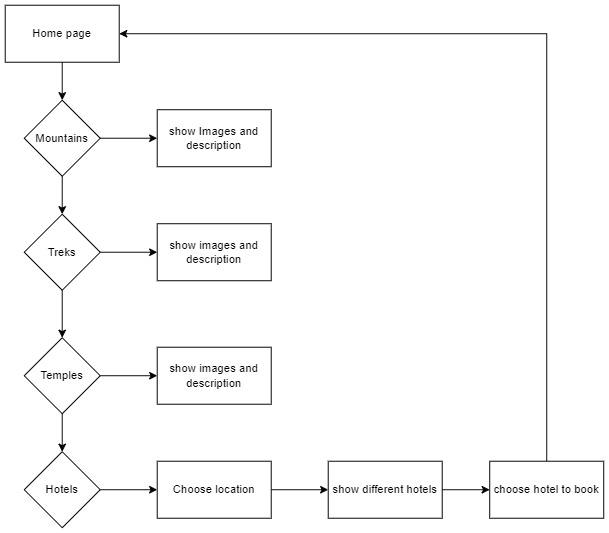 Home page
Mountains
show Images and
description
Treks
show images and
description
Temples
show images and
description
Hotels
Choose location
show different hotels
choose hotel to book